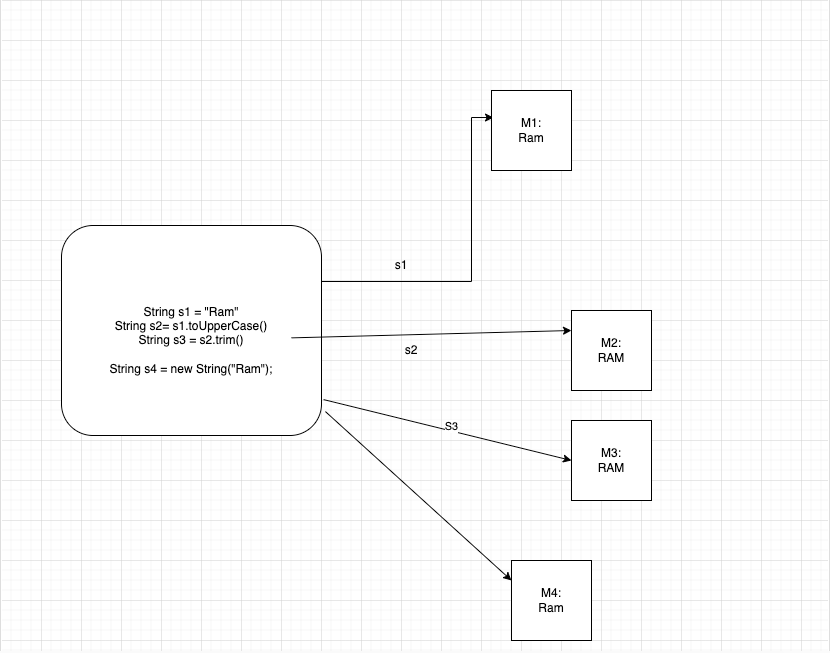 M1:
Ram
s1
String s1 = "Ram"
String s2= s1.toUpperCase()
String s3 = s2.trim()
String s4 = new String("Ram");
s2
M2:
RAM
S3
M3:
RAM
M4:
Ram